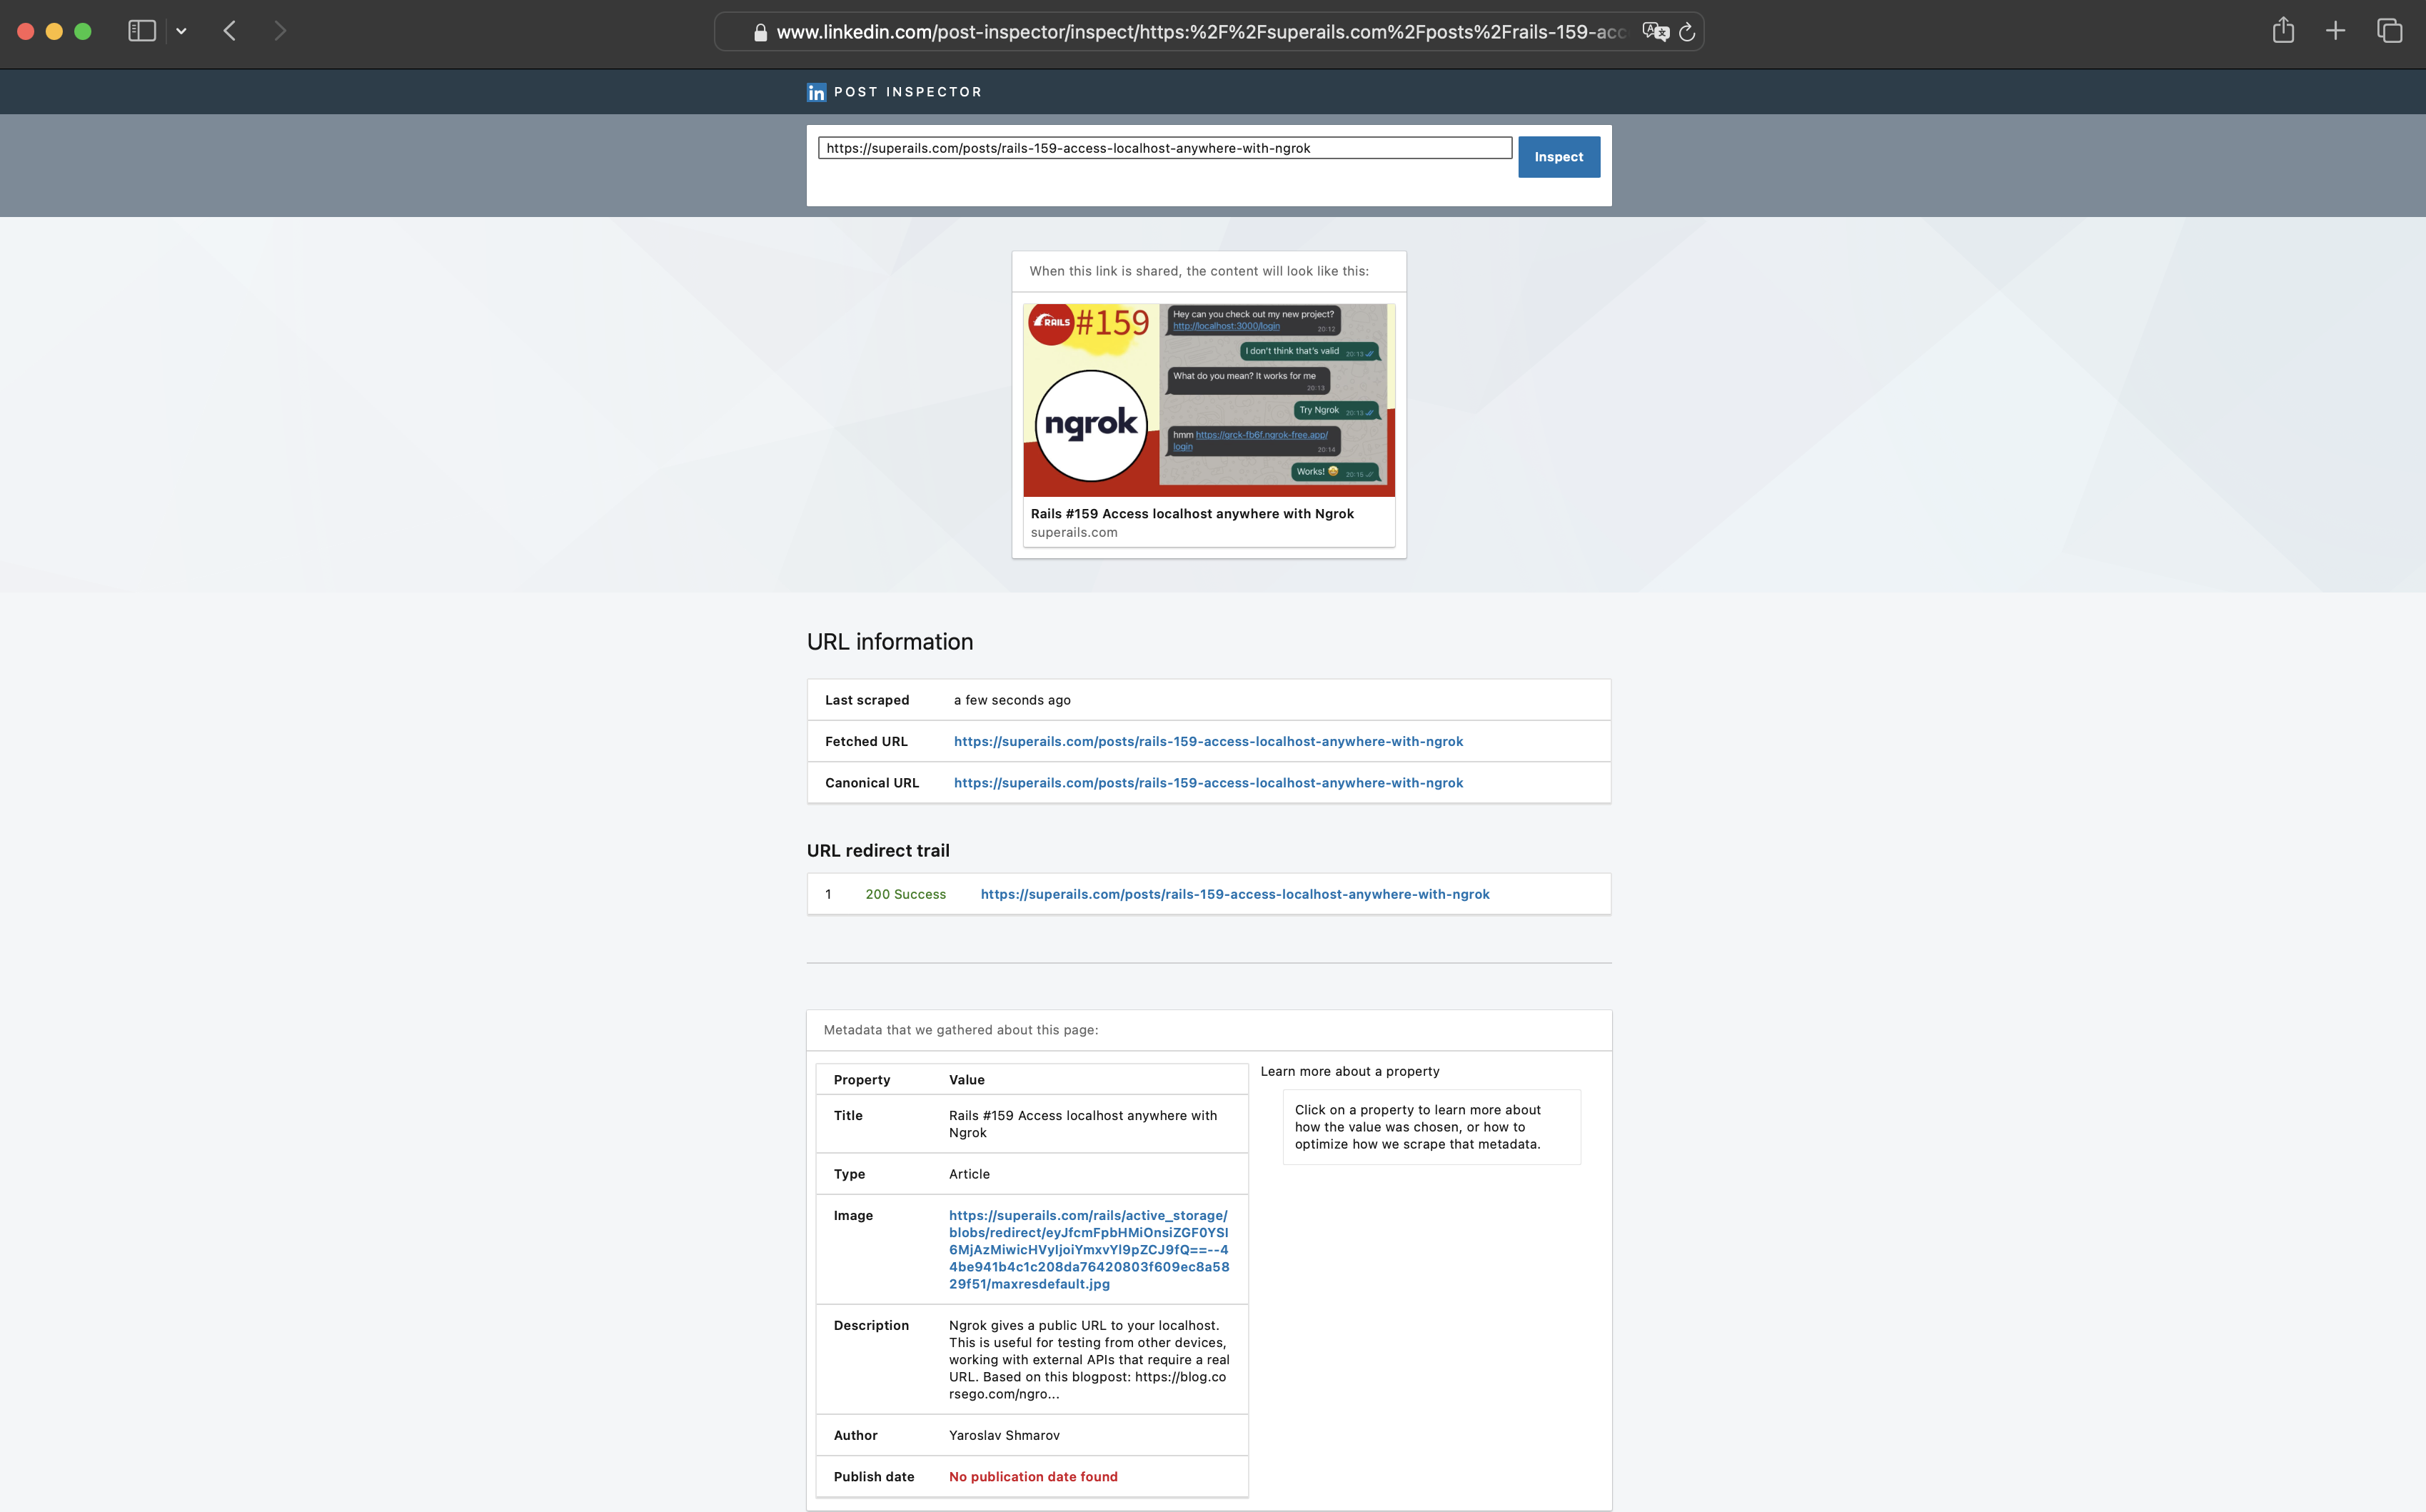 www.linkedin.com/post-inspector/inspect/https:%2F%2Fsuperails.com%2Fposts%2Frails-159-acc
in POST INSPECTOR
https://superails.com/posts/rails-159-access-localhost-anywhere-with-ngrok
Inspect
When this link is shared, the content will look like this:
RAILS #159
ngrok
Hey can you check out my new project?
http://localhost:3000/login 20:12
I don't think that's valid 20:13
What do you mean? It works for me
20:13
Try Ngrok 20:13
hmm https://qrck-fb6f.ngrok-free.app/
login 20:14
Works! 🤩 20:15
Rails #159 Access localhost anywhere with Ngrok
superails.com
URL information
Last scraped a few seconds ago
Fetched URL https://superails.com/posts/rails-159-access-localhost-anywhere-with-ngrok
Canonical URL https://superails.com/posts/rails-159-access-localhost-anywhere-with-ngrok
URL redirect trail
1 200 Success https://superails.com/posts/rails-159-access-localhost-anywhere-with-ngrok
Metadata that we gathered about this page:
Property Value
Title Rails #159 Access localhost anywhere with
Ngrok
Type Article
Image https://superails.com/rails/active_storage/
blobs/redirect/eyJfcmFpbHMiOnsiZGF0YSI
6MjAzMiwicHVyIjoiYmxvYl9pZCJ9fQ==--4
4be941b4c1c208da76420803f609ec8a58
29f51/maxresdefault.jpg
Description Ngrok gives a public URL to your localhost.
This is useful for testing from other devices,
working with external APIs that require a real
URL. Based on this blogpost: https://blog.co
rsego.com/ngro...
Author Yaroslav Shmarov
Publish date No publication date found
Learn more about a property
Click on a property to learn more about
how the value was chosen, or how to
optimize how we scrape that metadata.